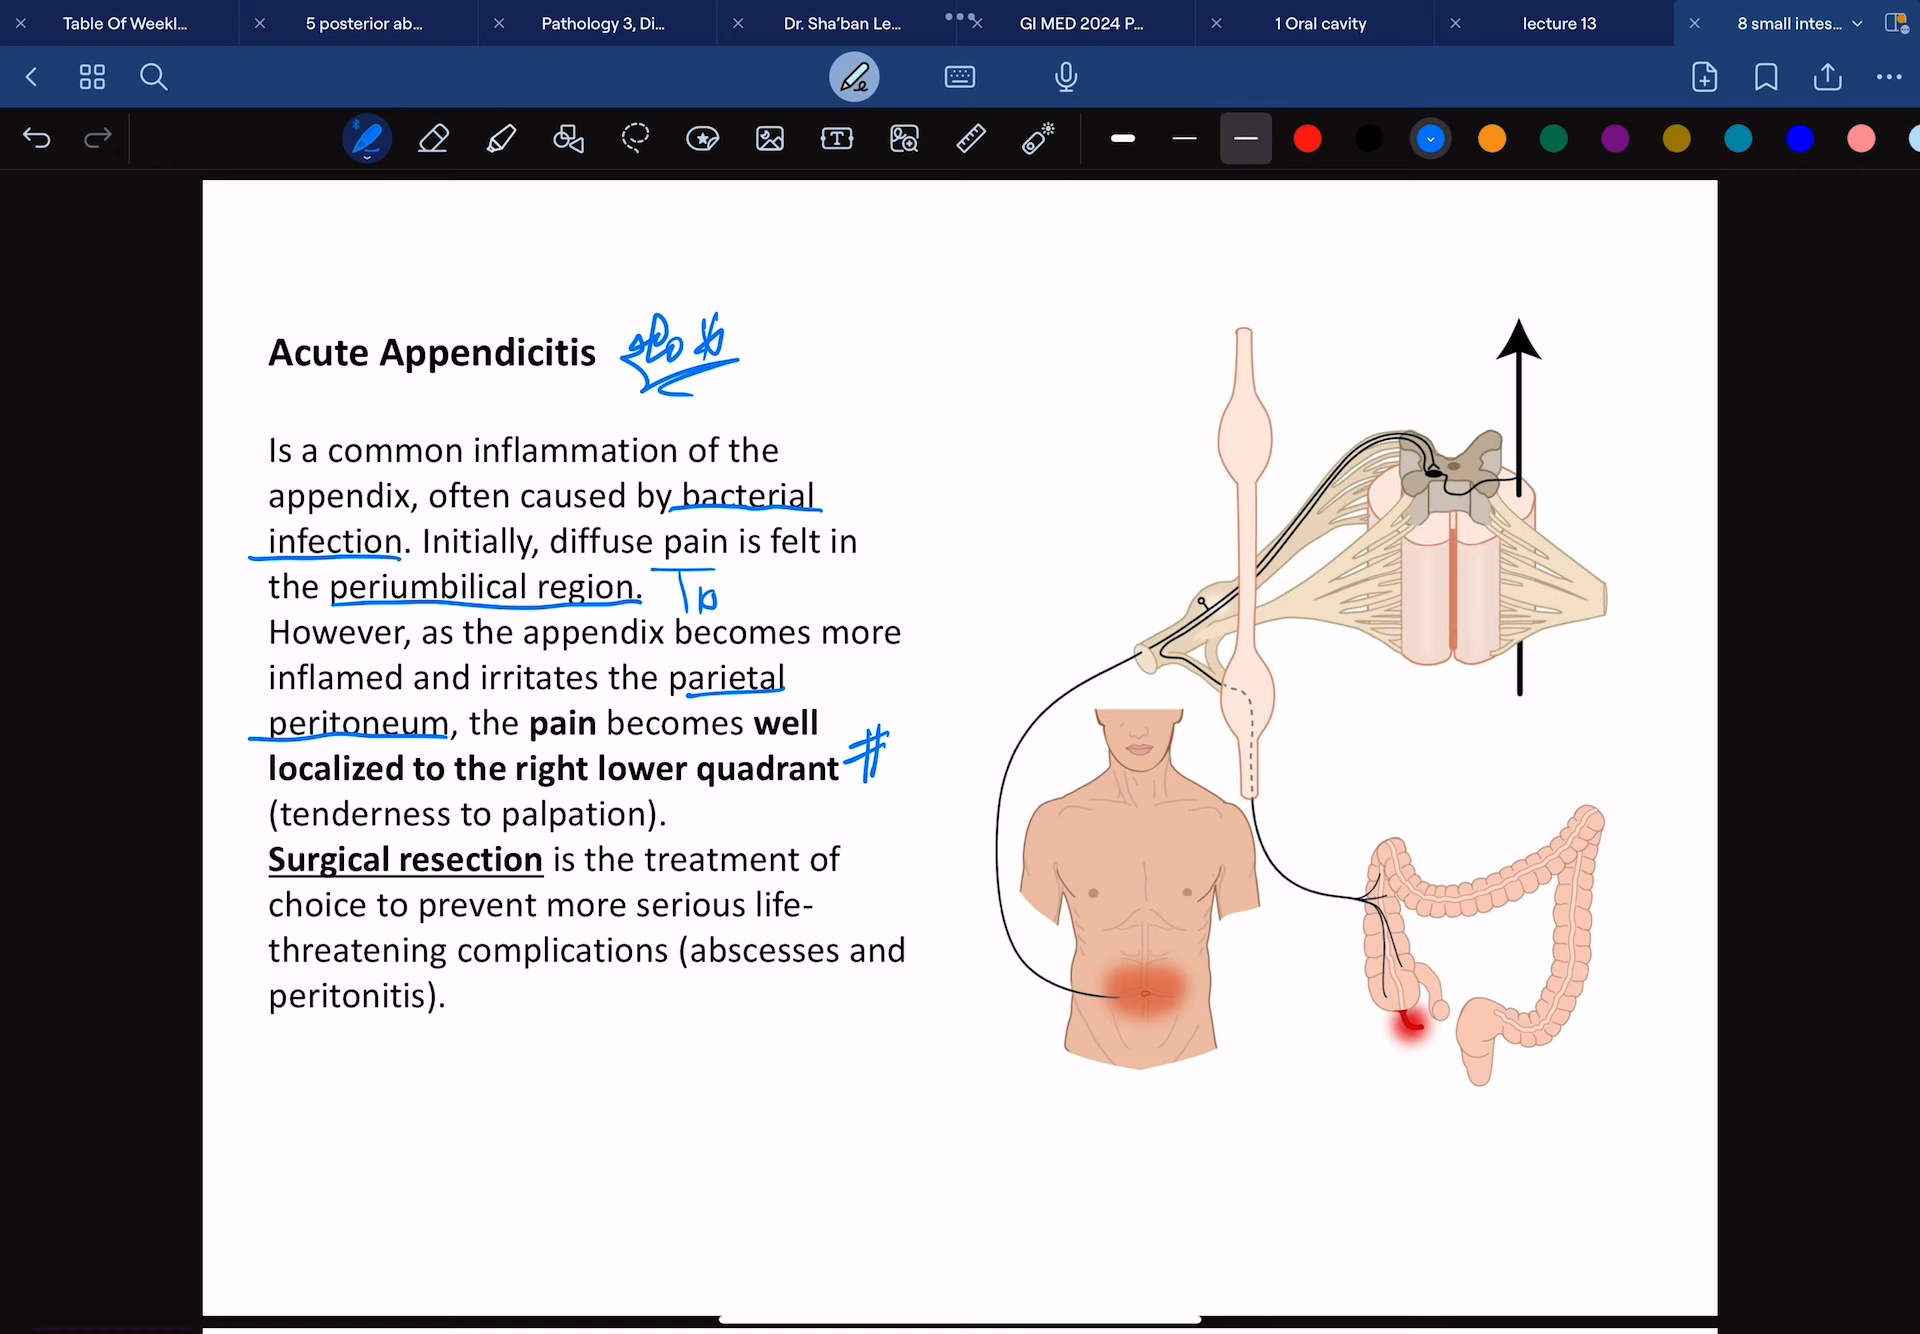 Table Of Weekl...
5 posterior ab...
Pathology 3, Di...
Dr. Sha'ban Le...
GI MED 2024 P...
1 Oral cavity
lecture 13
8 small intes...
Acute Appendicitis
Is a common inflammation of the
appendix, often caused by bacterial
infection. Initially, diffuse pain is felt in
the periumbilical region.
However, as the appendix becomes more
inflamed and irritates the parietal
peritoneum, the pain becomes well
localized to the right lower quadrant #
(tenderness to palpation).
Surgical resection is the treatment of
choice to prevent more serious life-
threatening complications (abscesses and
peritonitis).